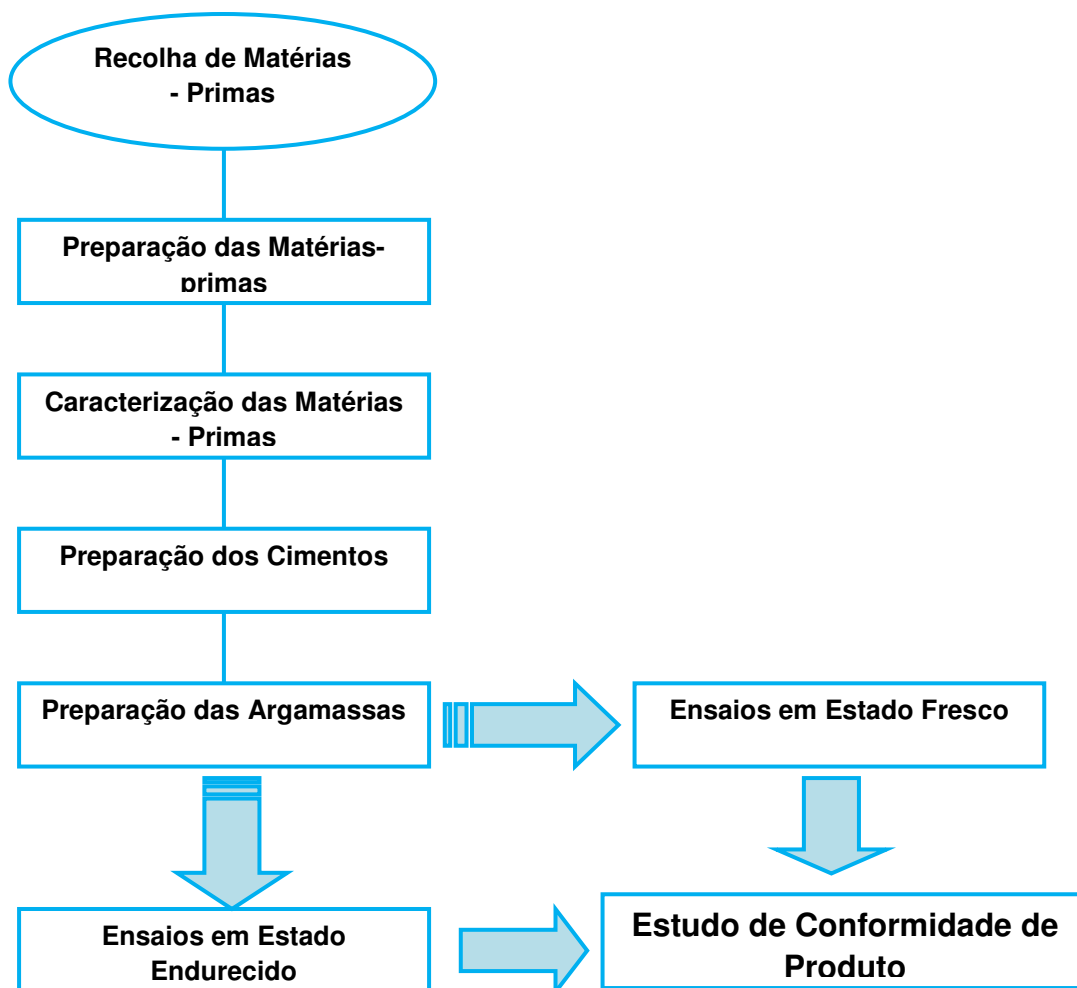 Recolha de Matérias
- Primas
Preparação das Matérias-
primas
Caracterização das Matérias
- Primas
Preparação dos Cimentos
Preparação das Argamassas
Ensaios em Estado Fresco
Ensaios em Estado
Endurecido
Estudo de Conformidade de
Produto